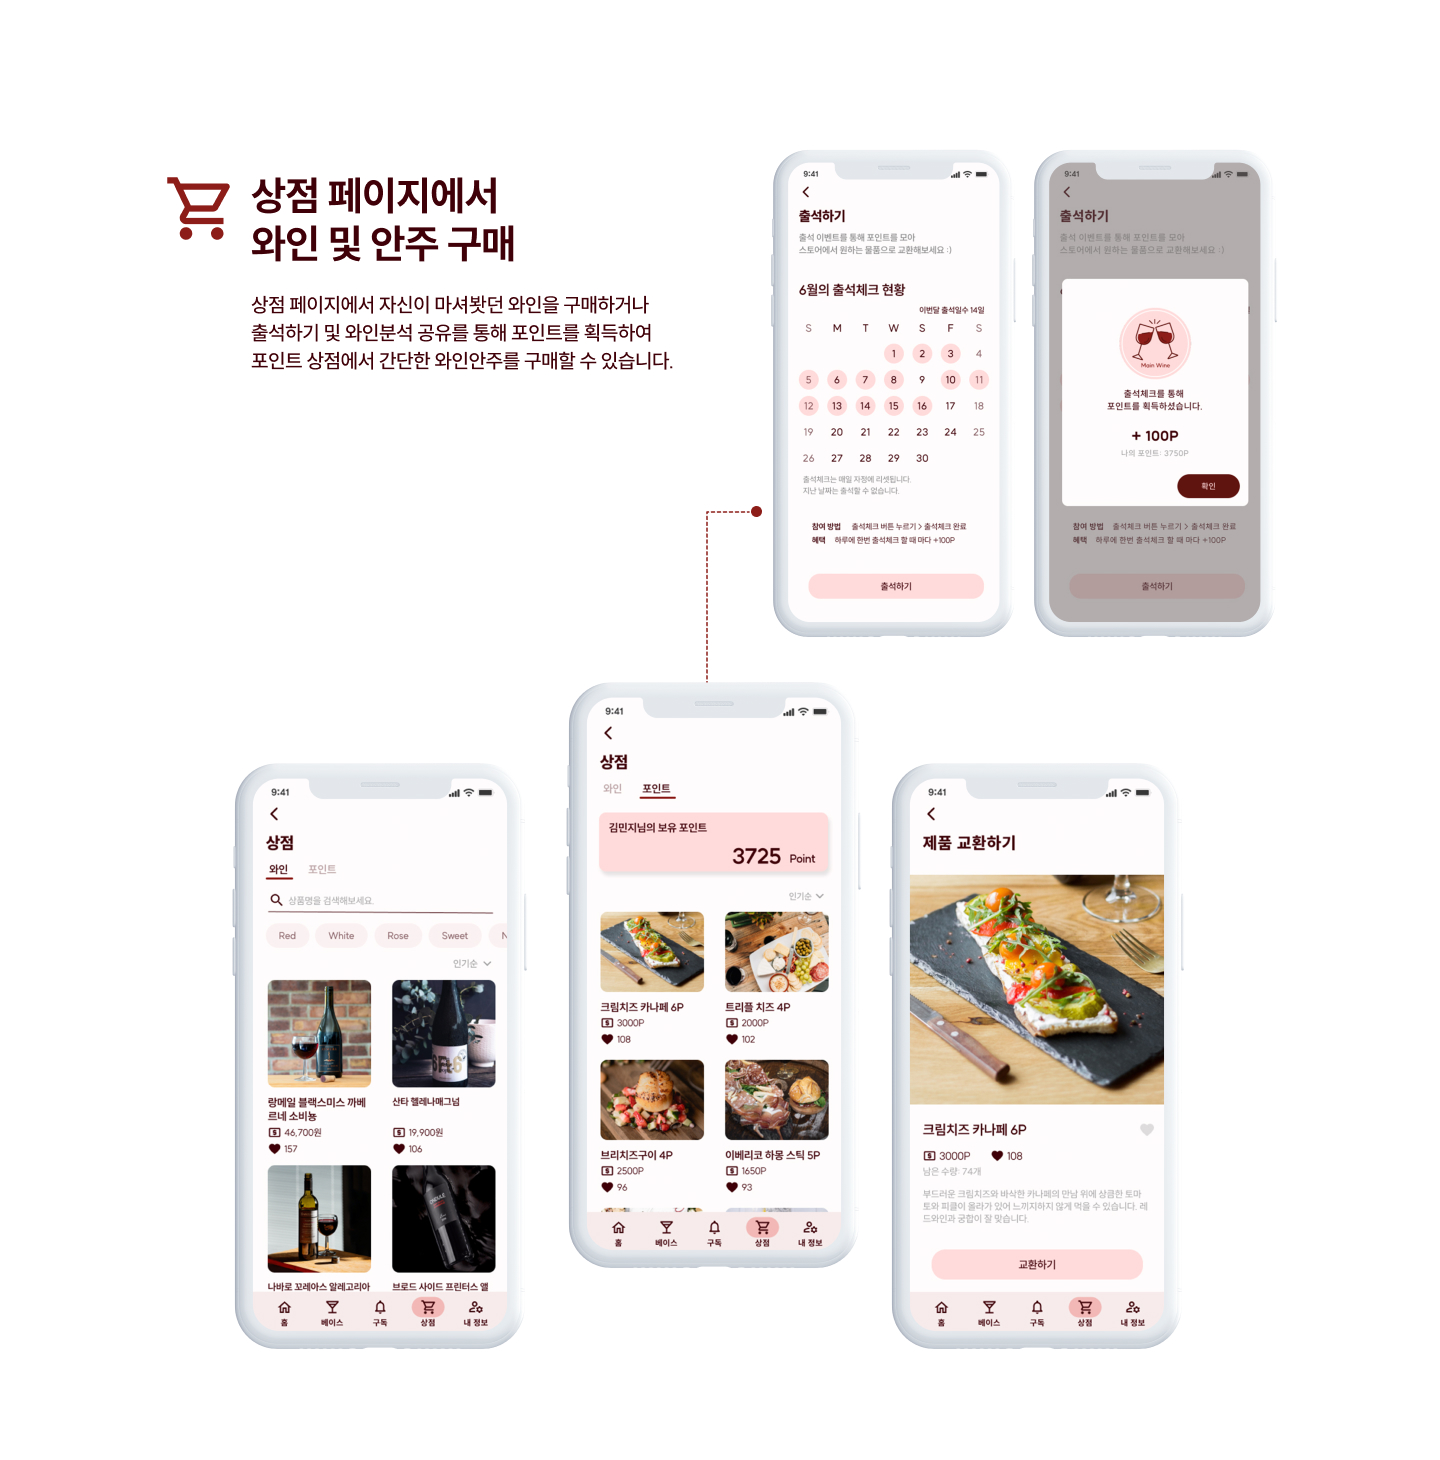 상점 페이지에서
와인 및 안주 구매
상점 페이지에서 자신이 마셔봣던 와인을 구매하거나
출석하기 및 와인분석 공유를 통해 포인트를 획득하여
포인트 상점에서 간단한 와인안주를 구매할 수 있습니다.
9:41
출석하기
출석 이벤트를 통해 포인트를 모아
스토어에서 원하는 물품으로 교환해보세요 :)
6월의 출석체크 현황
이번달 출석일수 14일
S M T W S F S
1 2 3 4
5 6 7 8 9 10 11
12 13 14 15 16 17 18
19 20 21 22 23 24 25
26 27 28 29 30
출석체크는 매일 자정에 리셋됩니다.
지난 날짜는 출석할 수 없습니다.
참여 방법 출석체크 버튼 누르기 > 출석체크 완료
혜택 하루에 한번 출석체크 할 때 마다 +100P
출석하기
9:41
출석하기
출석 이벤트를 통해 포인트를 모아
스토어에서 원하는 물품으로 교환해보세요 :)
Main Wine
출석체크를 통해
포인트를 획득하셨습니다.
+ 100P
나의 포인트: 3750P
확인
참여 방법 출석체크 버튼 누르기 > 출석체크 완료
혜택 하루에 한번 출석체크 할 때 마다 +100P
출석하기
9:41
상점
와인 포인트
상품명을 검색해보세요.
Red White Rose Sweet N
인기순
랑메일 블랙스미스 까베
르네 소비뇽
46,700원
157
산타 헬레나매그넘
19,900원
106
나바로 꼬레아스 알레고리아
브로드 사이드 프린터스 앨
홈 베이스 구독 상점 내 정보
9:41
상점
와인 포인트
김민지님의 보유 포인트
3725 Point
인기순
크림치즈 카나페 6P
3000P
108
트리플 치즈 4P
2000P
102
브리치즈구이 4P
2500P
96
이베리코 하몽 스틱 5P
1650P
93
홈 베이스 구독 상점 내 정보
9:41
제품 교환하기
크림치즈 카나페 6P
3000P 108
남은 수량: 74개
부드러운 크림치즈와 바삭한 카나페의 만남 위에 상큼한 토마
토와 피클이 올라가 있어 느끼지하지 않게 먹을 수 있습니다. 레
드와인과 궁합이 잘 맞습니다.
교환하기
홈 베이스 구독 상점 내 정보